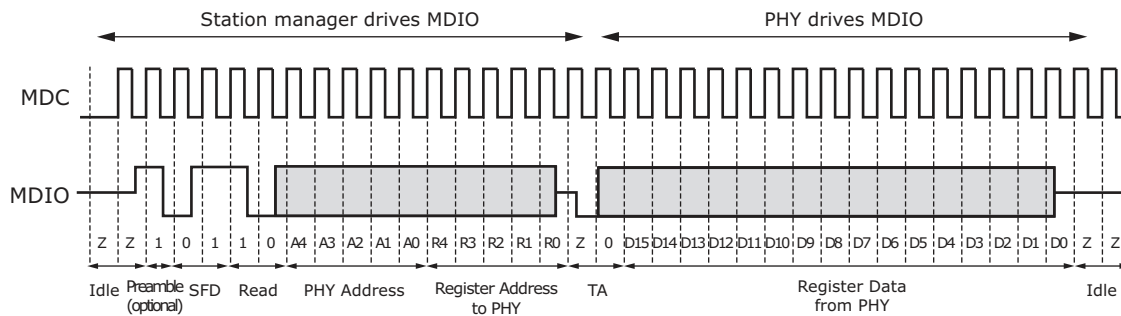 Station manager drives MDIO PHY drives MDIO
MDC
MDIO
Z Z 1 0 1 1 0 A4 A3 A2 A1 A0 R4 R3 R2 R1 R0 Z 0 D15 D14 D13 D12 D11 D10 D9 D8 D7 D6 D5 D4 D3 D2 D1 D0 Z Z
Idle Preamble (optional) SFD Read PHY Address Register Address to PHY TA Register Data from PHY Idle